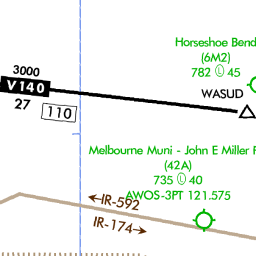 Horseshoe Bend
(6M2)
782 45
3000
V140
27
110
WASUD
Melbourne Muni - John E Miller F
(42A)
735 40
AWOS-3PT 121.575
IR-592
IR-174